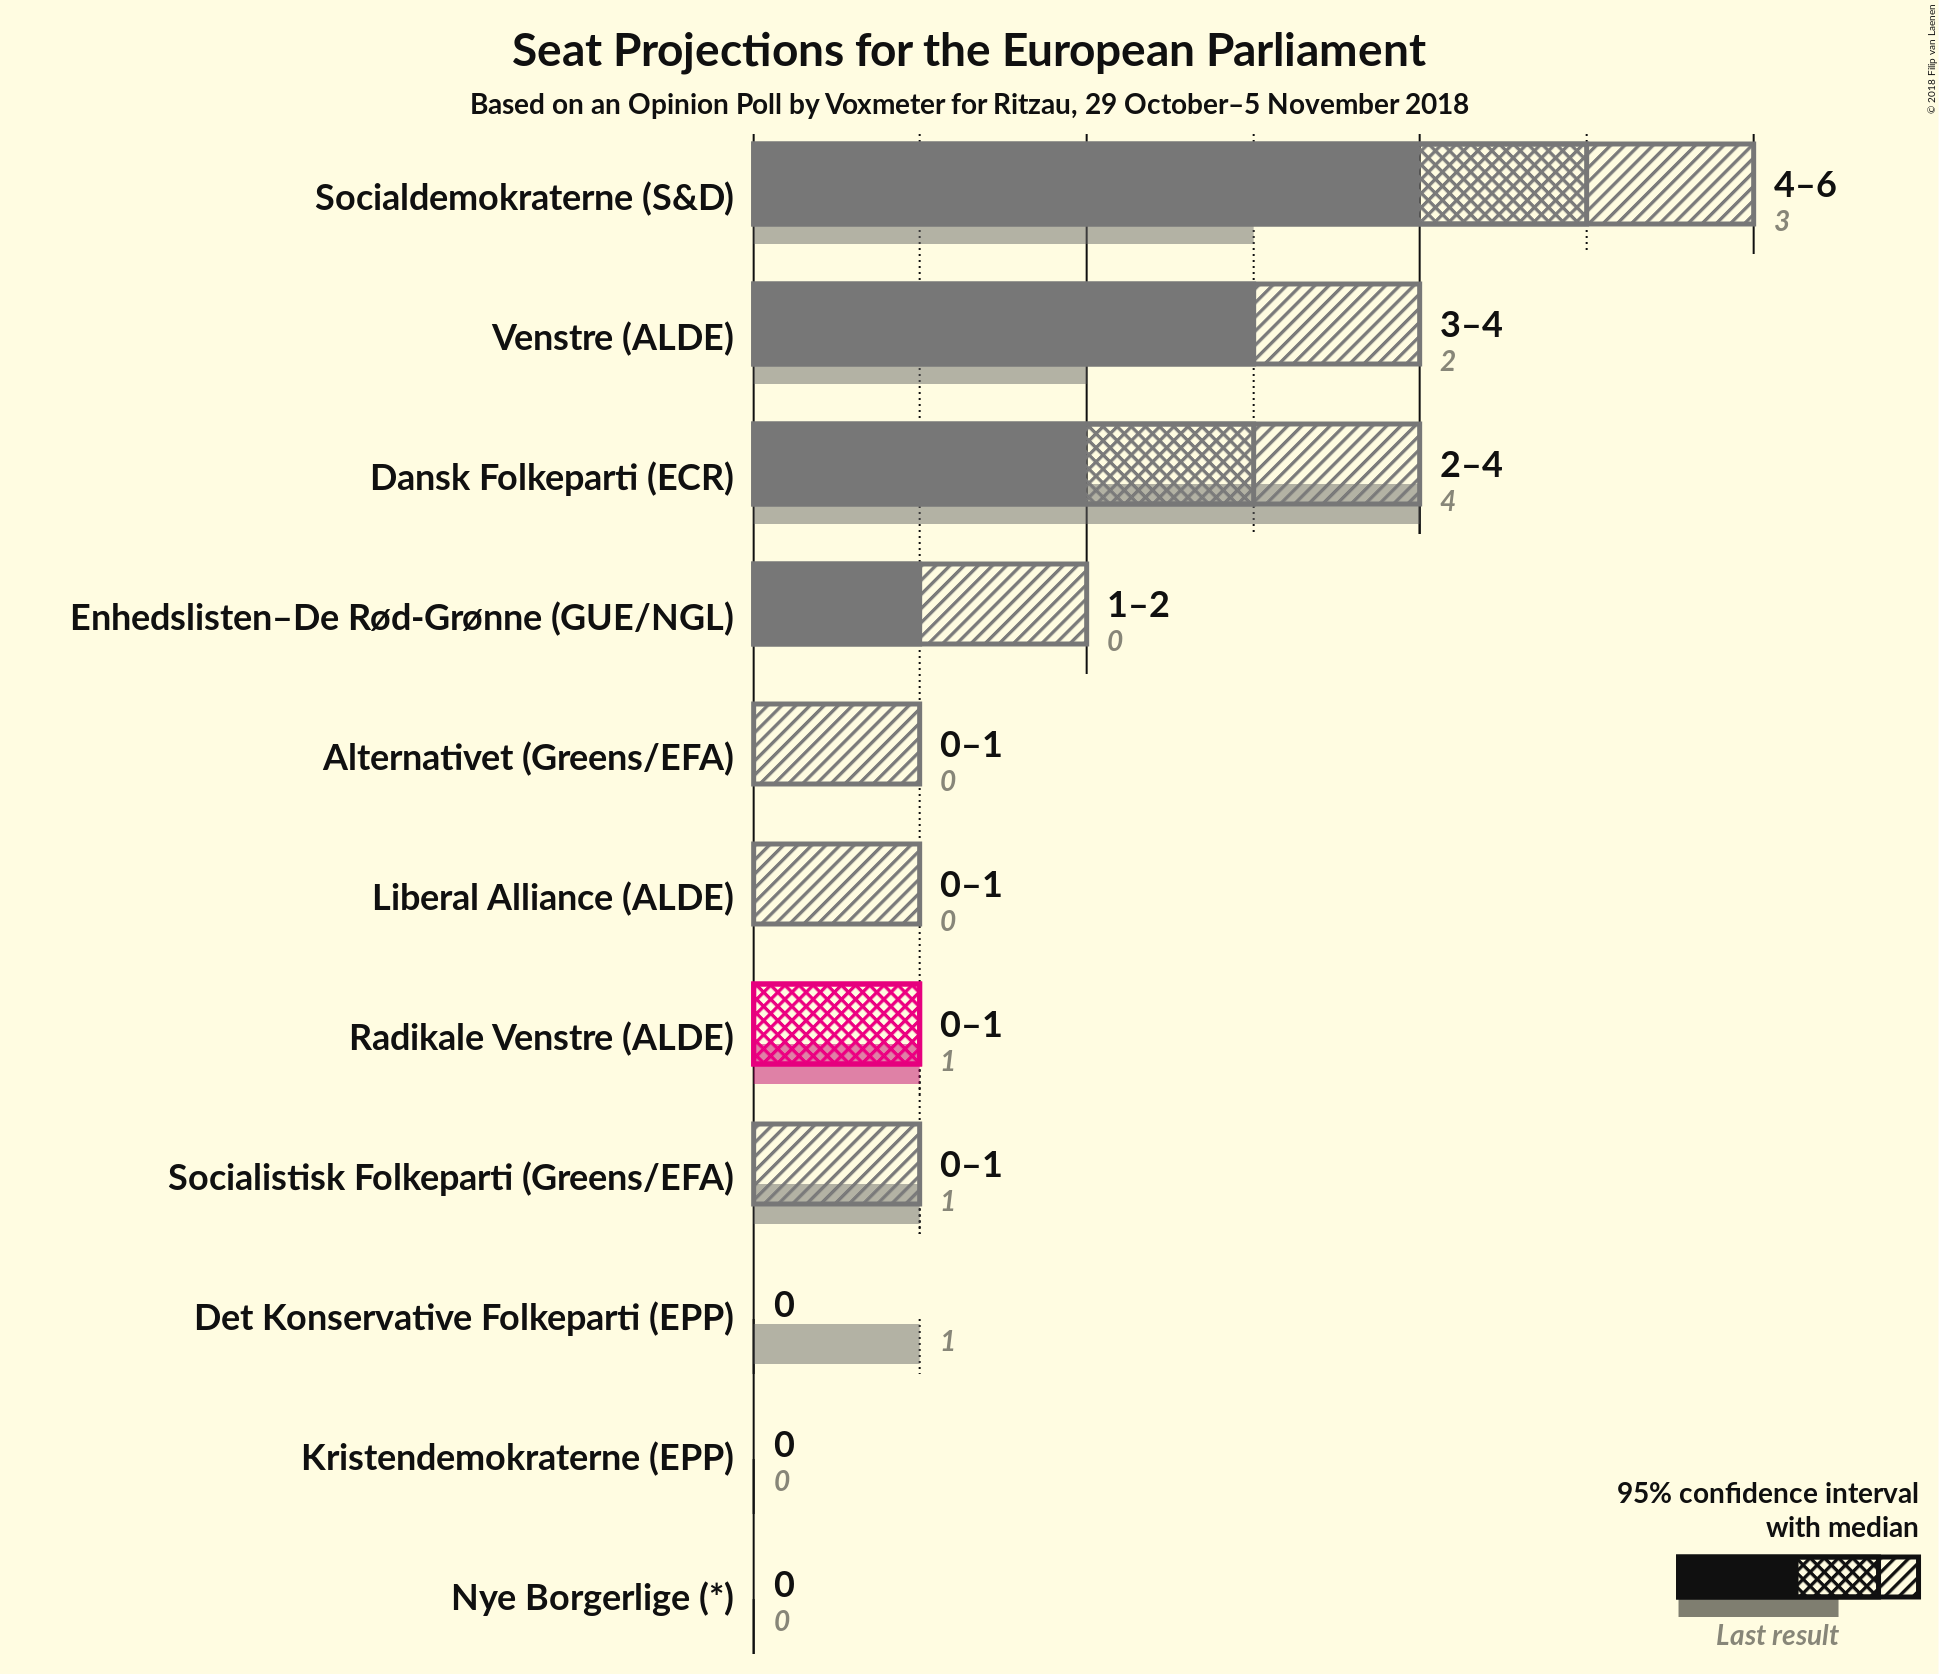 Seat Projections for the European Parliament
Based on an Opinion Poll by Voxmeter for Ritzau, 29 October–5 November 2018
© 2018 Filip van Laenen
Socialdemokraterne (S&D)
4–6
3
Venstre (ALDE)
3–4
2
Dansk Folkeparti (ECR)
2–4
4
Enhedslisten–De Rød-Grønne (GUE/NGL)
1–2
0
Alternativet (Greens/EFA)
0–1
0
Liberal Alliance (ALDE)
0–1
0
Radikale Venstre (ALDE)
0–1
1
Socialistisk Folkeparti (Greens/EFA)
0–1
1
Det Konservative Folkeparti (EPP)
0
1
Kristendemokraterne (EPP)
0
0
Nye Borgerlige (*)
0
0
95% confidence interval
with median
Last result